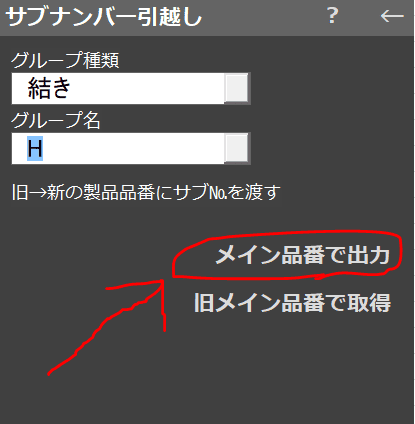 サブナンバー引越し ? ←
グループ種類
結き
グループ名
H
旧→新の製品品番にサブ№を渡す
メイン品番で出力
旧メイン品番で取得